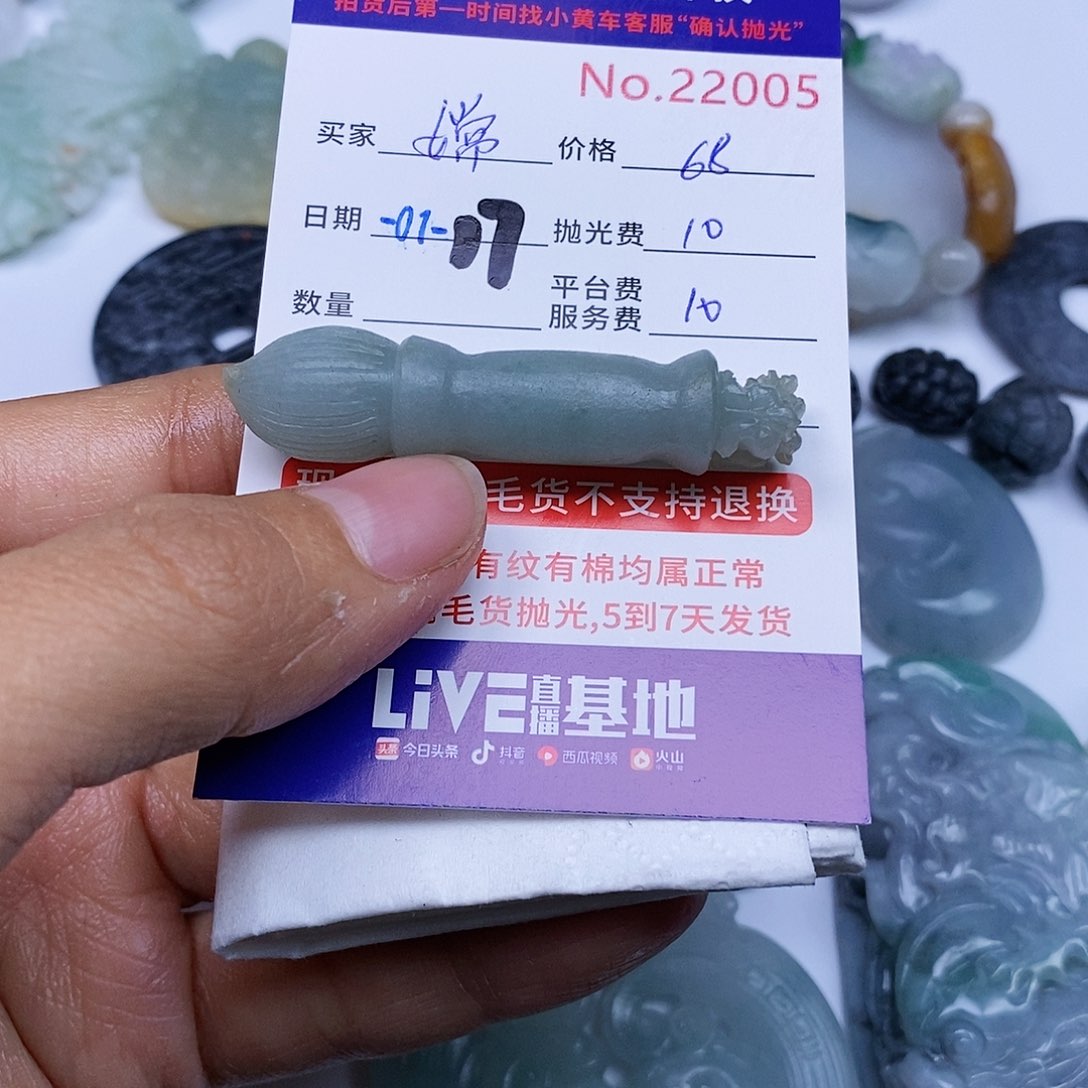 拍货后第一时间找小黄车客服“确认抛光”
No.22005
买家 嫦 价格 68
日期 -01-17 抛光费 10
数量 平台费
服务费 10
毛货不支持退换
有纹有棉均属正常
毛货抛光,5到7天发货
LiVE直播基地
头条 今日头条 抖音 西瓜视频 火山